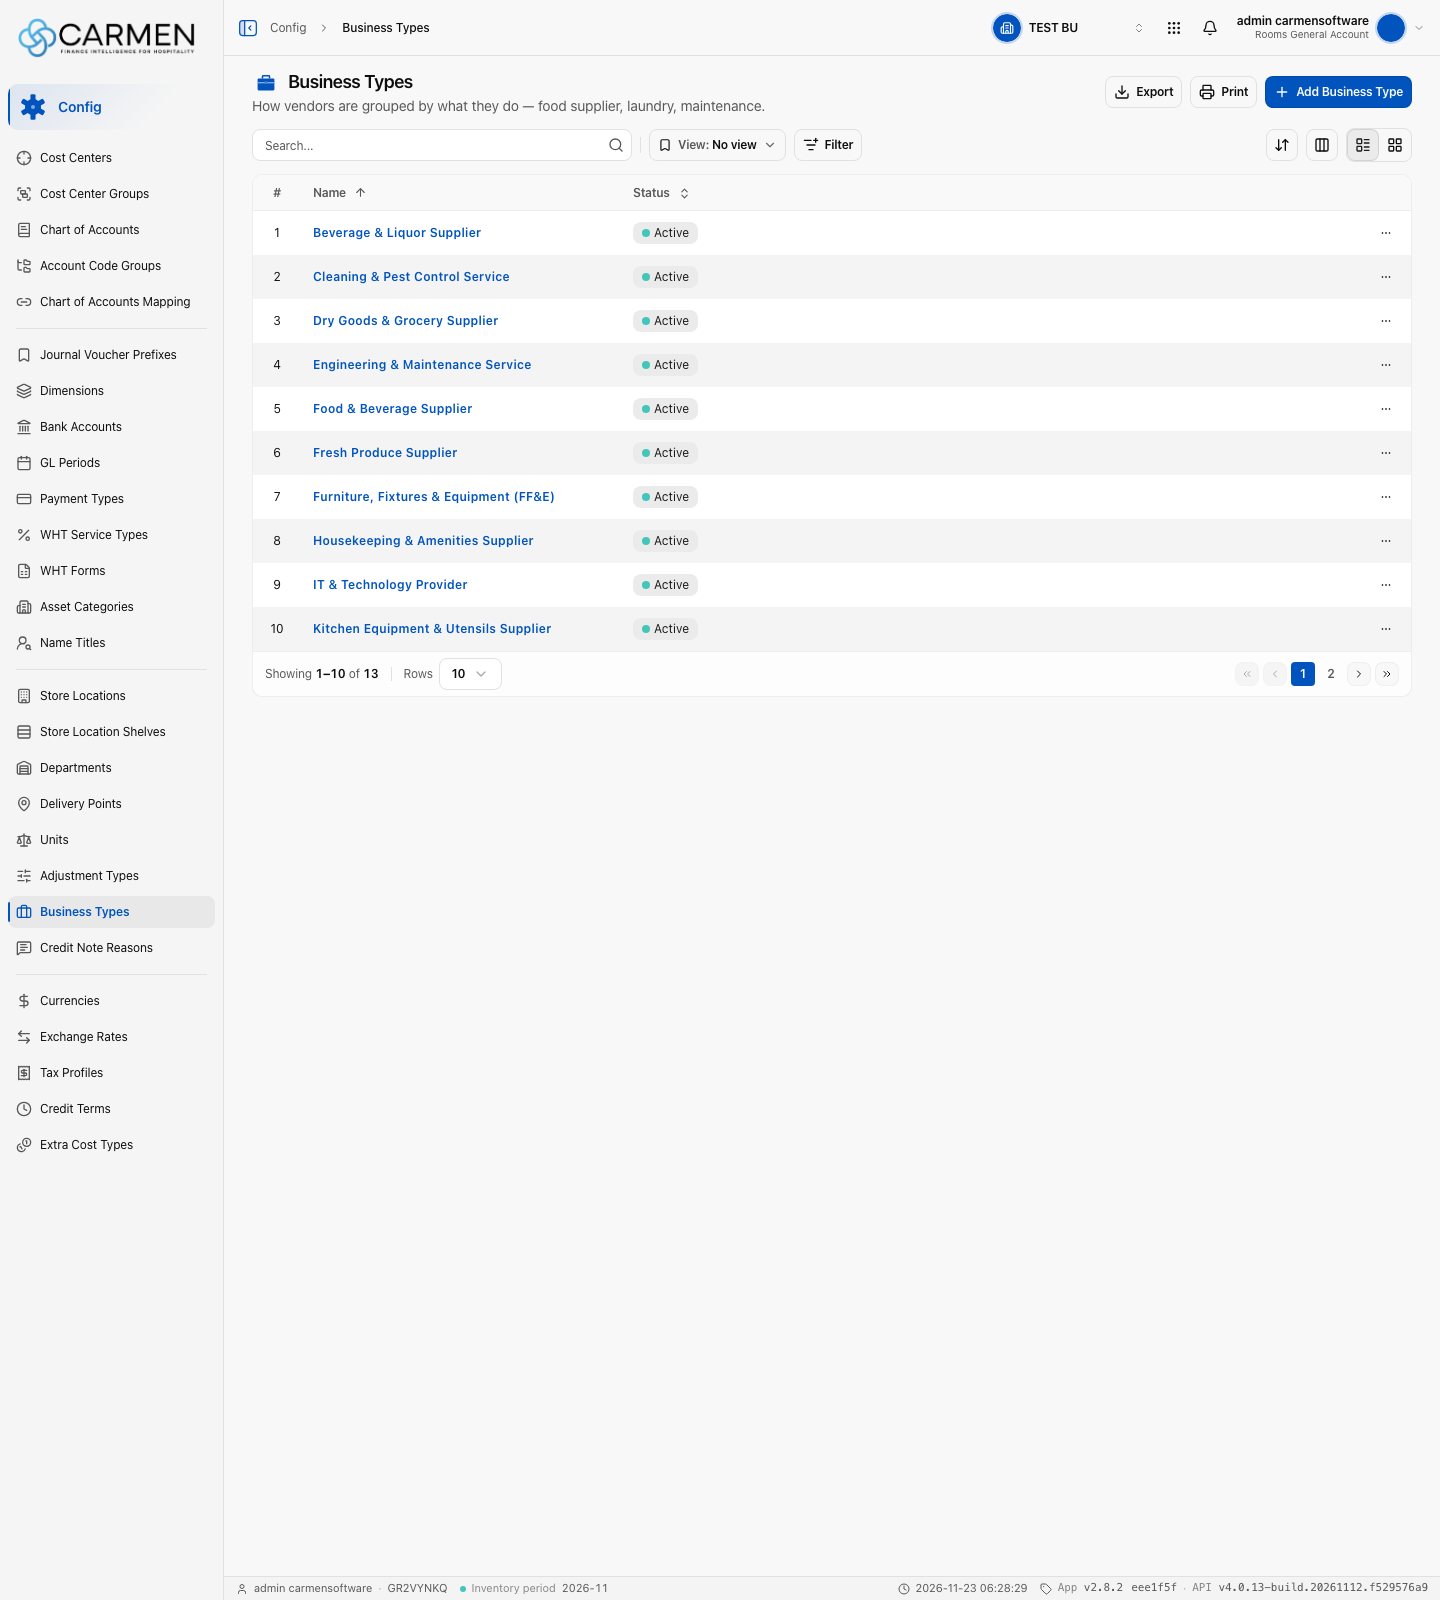 CARMEN
FINANCE INTELLIGENCE FOR HOSPITALITY
Config
Cost Centers
Cost Center Groups
Chart of Accounts
Account Code Groups
Chart of Accounts Mapping
Journal Voucher Prefixes
Dimensions
Bank Accounts
GL Periods
Payment Types
WHT Service Types
WHT Forms
Asset Categories
Name Titles
Store Locations
Store Location Shelves
Departments
Delivery Points
Units
Adjustment Types
Business Types
Credit Note Reasons
Currencies
Exchange Rates
Tax Profiles
Credit Terms
Extra Cost Types
Config Business Types
TEST BU
admin carmensoftware
Rooms General Account
Business Types
How vendors are grouped by what they do — food supplier, laundry, maintenance.
Export Print Add Business Type
Search... View: No view Filter
# Name Status
1 Beverage & Liquor Supplier Active ...
2 Cleaning & Pest Control Service Active ...
3 Dry Goods & Grocery Supplier Active ...
4 Engineering & Maintenance Service Active ...
5 Food & Beverage Supplier Active ...
6 Fresh Produce Supplier Active ...
7 Furniture, Fixtures & Equipment (FF&E) Active ...
8 Housekeeping & Amenities Supplier Active ...
9 IT & Technology Provider Active ...
10 Kitchen Equipment & Utensils Supplier Active ...
Showing 1–10 of 13 Rows 10 « ‹ 1 2 › »
admin carmensoftware · GR2VYNKQ Inventory period 2026-11 2026-11-23 06:28:29 App v2.8.2 eee1f5f · API v4.0.13-build.20261112.f529576a9